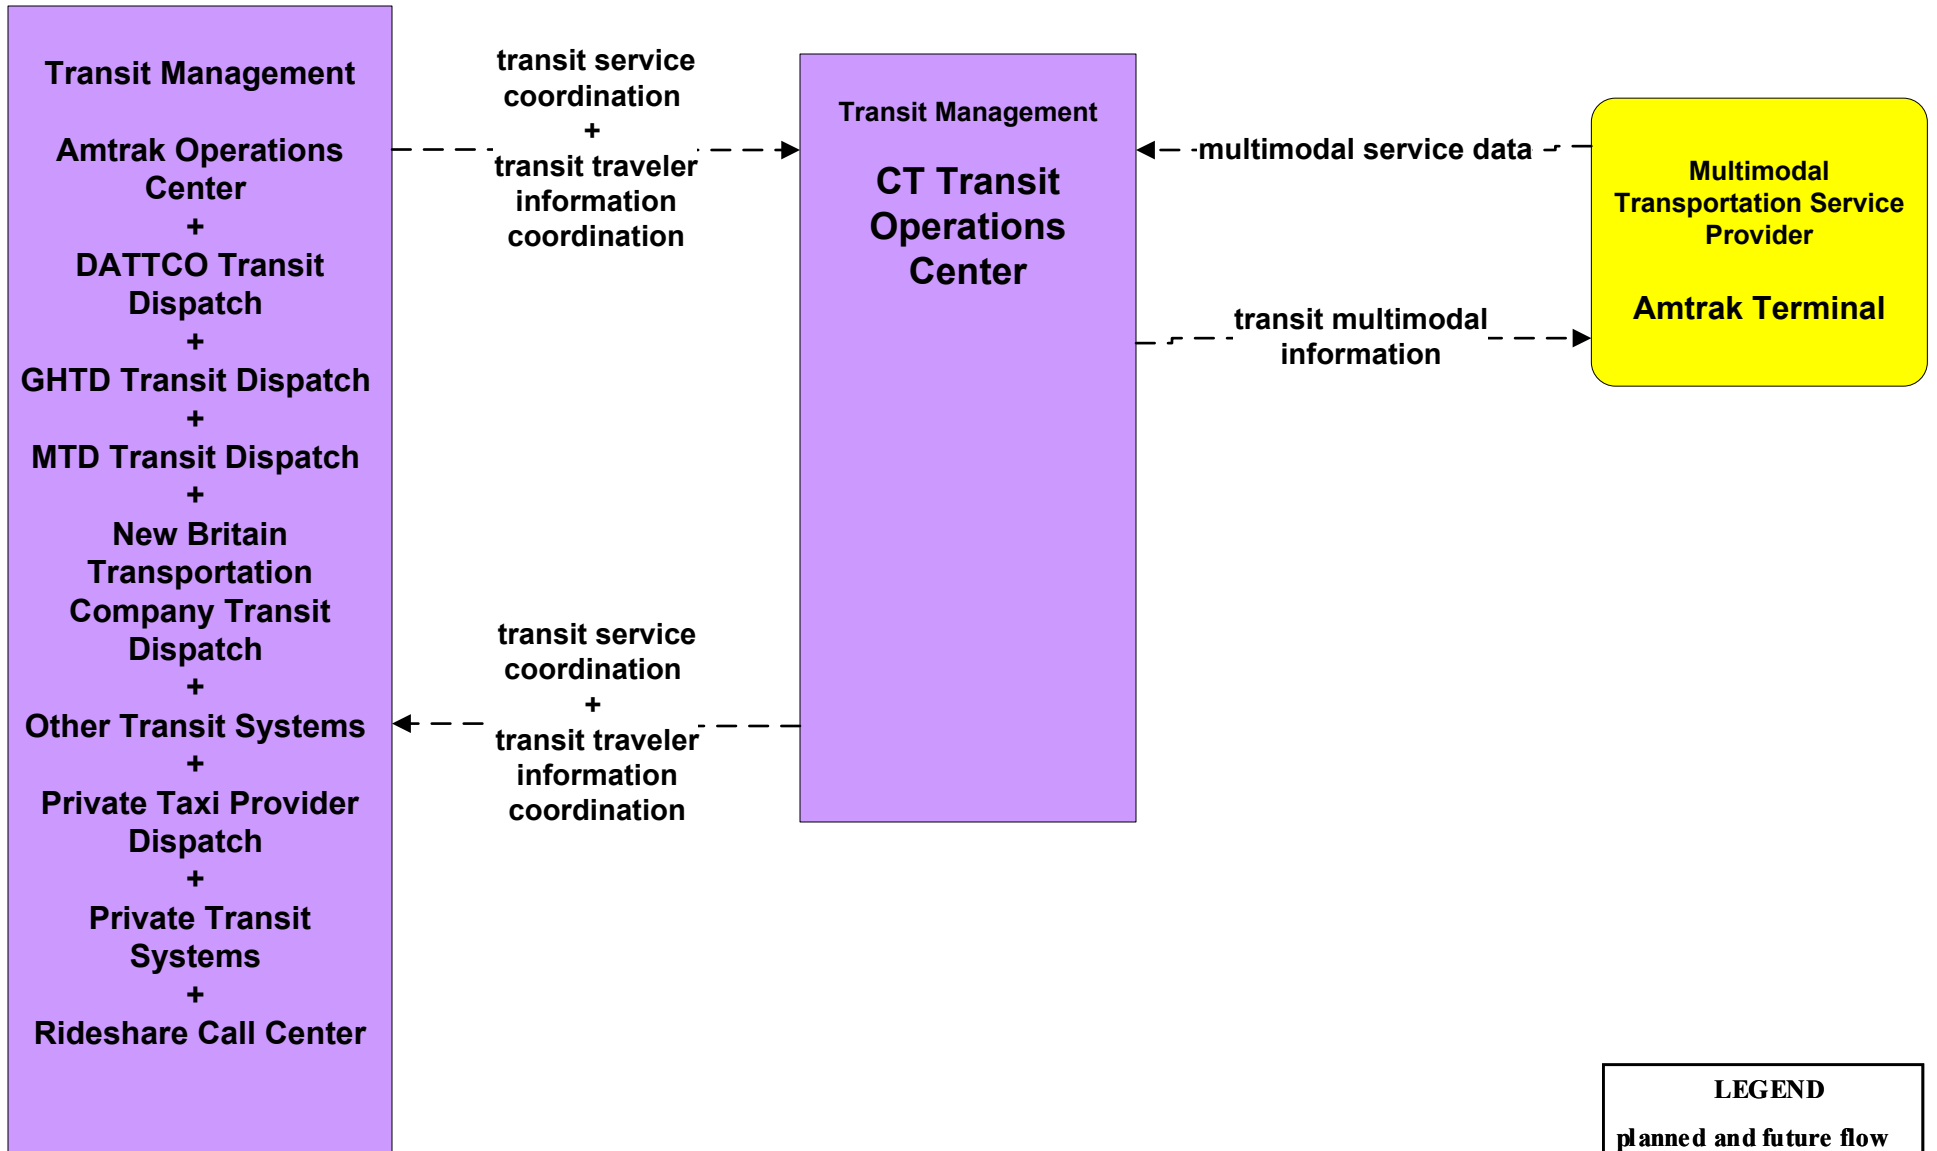 Transit Management
Amtrak Operations
Center
+
DATTCO Transit
Dispatch
+
GHTD Transit Dispatch
+
MTD Transit Dispatch
+
New Britain
Transportation
Company Transit
Dispatch
+
Other Transit Systems
+
Private Taxi Provider
Dispatch
+
Private Transit
Systems
+
Rideshare Call Center
transit service
coordination
+
transit traveler
information
coordination
transit service
coordination
+
transit traveler
information
coordination
Transit Management
CT Transit
Operations
Center
multimodal service data
transit multimodal
information
Multimodal
Transportation Service
Provider
Amtrak Terminal
LEGEND
planned and future flow